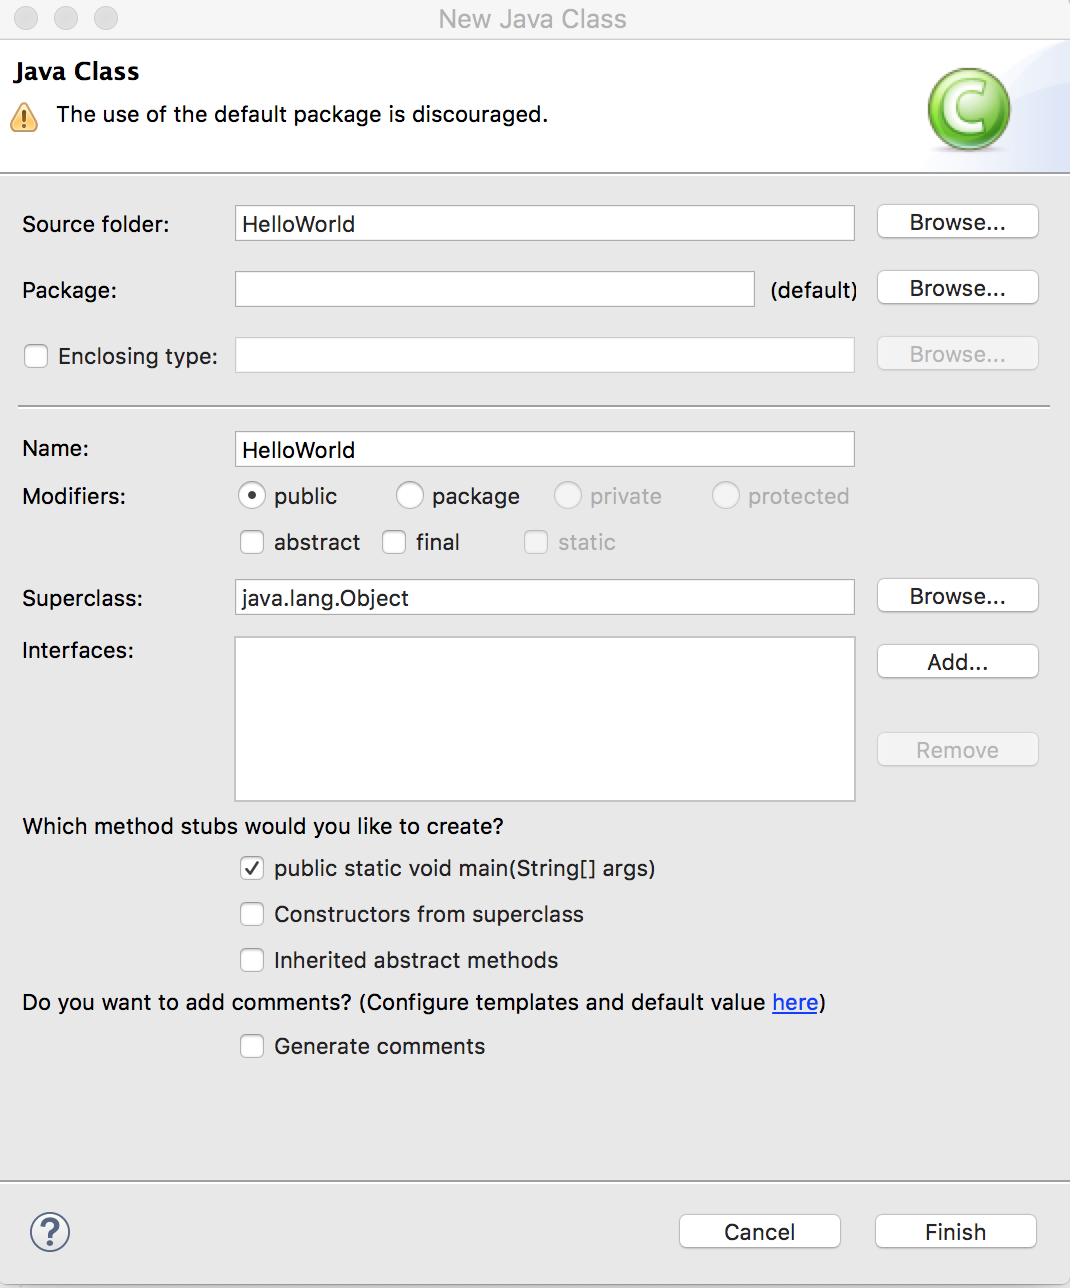 New Java Class
Java Class
The use of the default package is discouraged.
C
Source folder: HelloWorld Browse...
Package: (default) Browse...
Enclosing type: Browse...
Name: HelloWorld
Modifiers: public package private protected
abstract final static
Superclass: java.lang.Object Browse...
Interfaces: Add...
Remove
Which method stubs would you like to create?
public static void main(String[] args)
Constructors from superclass
Inherited abstract methods
Do you want to add comments? (Configure templates and default value here)
Generate comments
? Cancel Finish